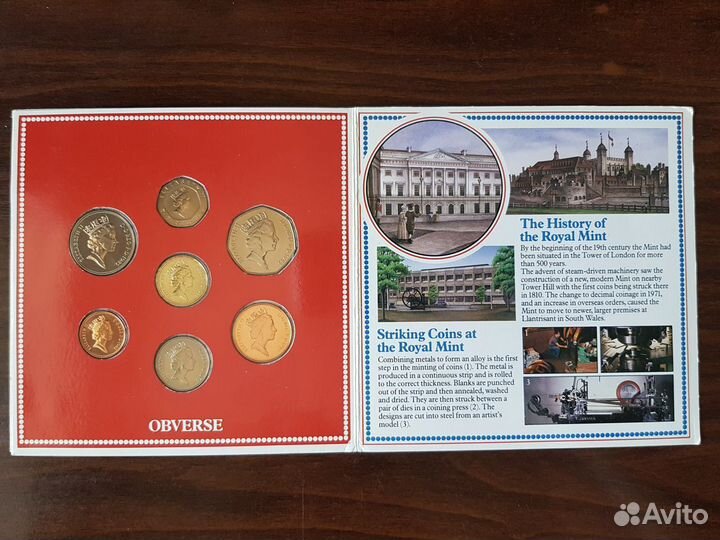 OBVERSE
The History of
the Royal Mint
By the beginning of the 19th century the Mint had
been situated in the Tower of London for more
than 500 years.
The advent of steam-driven machinery saw the
construction of a new, modern Mint on nearby
Tower Hill with the first coins being struck there
in 1810. The change to decimal coinage in 1971,
and an increase in overseas orders, caused the
Mint to move to newer, larger premises at
Llantrisant in South Wales.
Striking Coins at
the Royal Mint
Combining metals to form an alloy is the first
step in the minting of coins (1). The metal is
produced in a continuous strip and is rolled
to the correct thickness. Blanks are punched
out of the strip and then annealed, washed
and dried. They are then struck between a
pair of dies in a coining press (2). The
designs are cut into steel from an artist's
model (3).
3
Avito